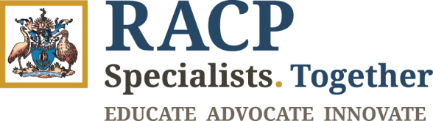 RACP
Specialists. Together
EDUCATE ADVOCATE INNOVATE